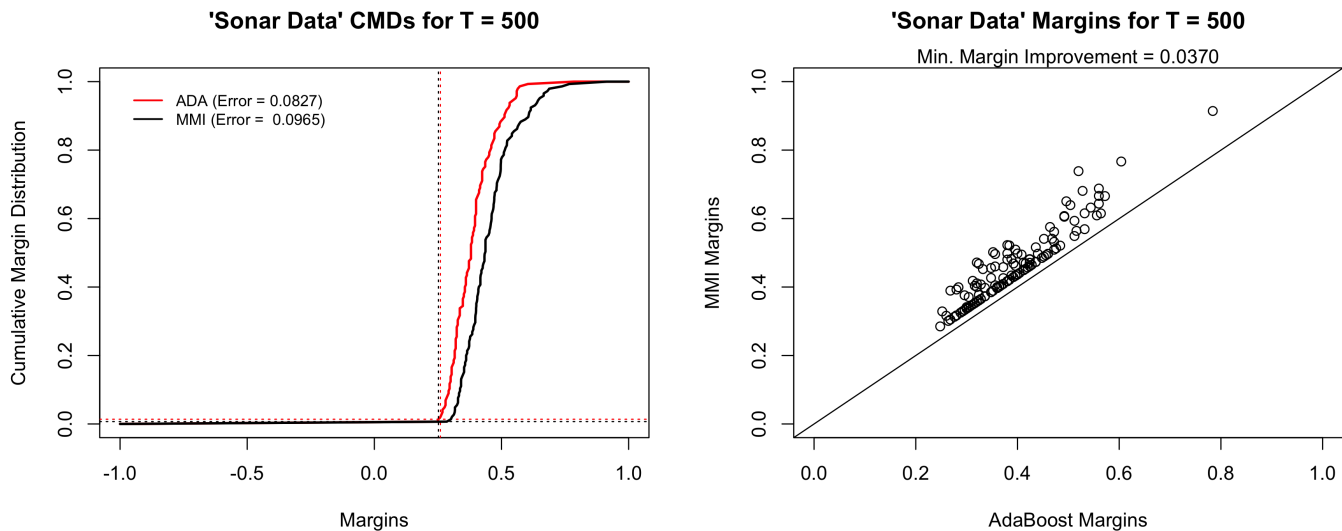 'Sonar Data' CMDs for T = 500
ADA (Error = 0.0827)
MMI (Error =  0.0965)
Cumulative Margin Distribution
0.0
0.2
0.4
0.6
0.8
1.0
-1.0
-0.5
0.0
0.5
1.0
Margins
'Sonar Data' Margins for T = 500
Min. Margin Improvement = 0.0370
MMI Margins
0.0
0.2
0.4
0.6
0.8
1.0
0.0
0.2
0.4
0.6
0.8
1.0
AdaBoost Margins